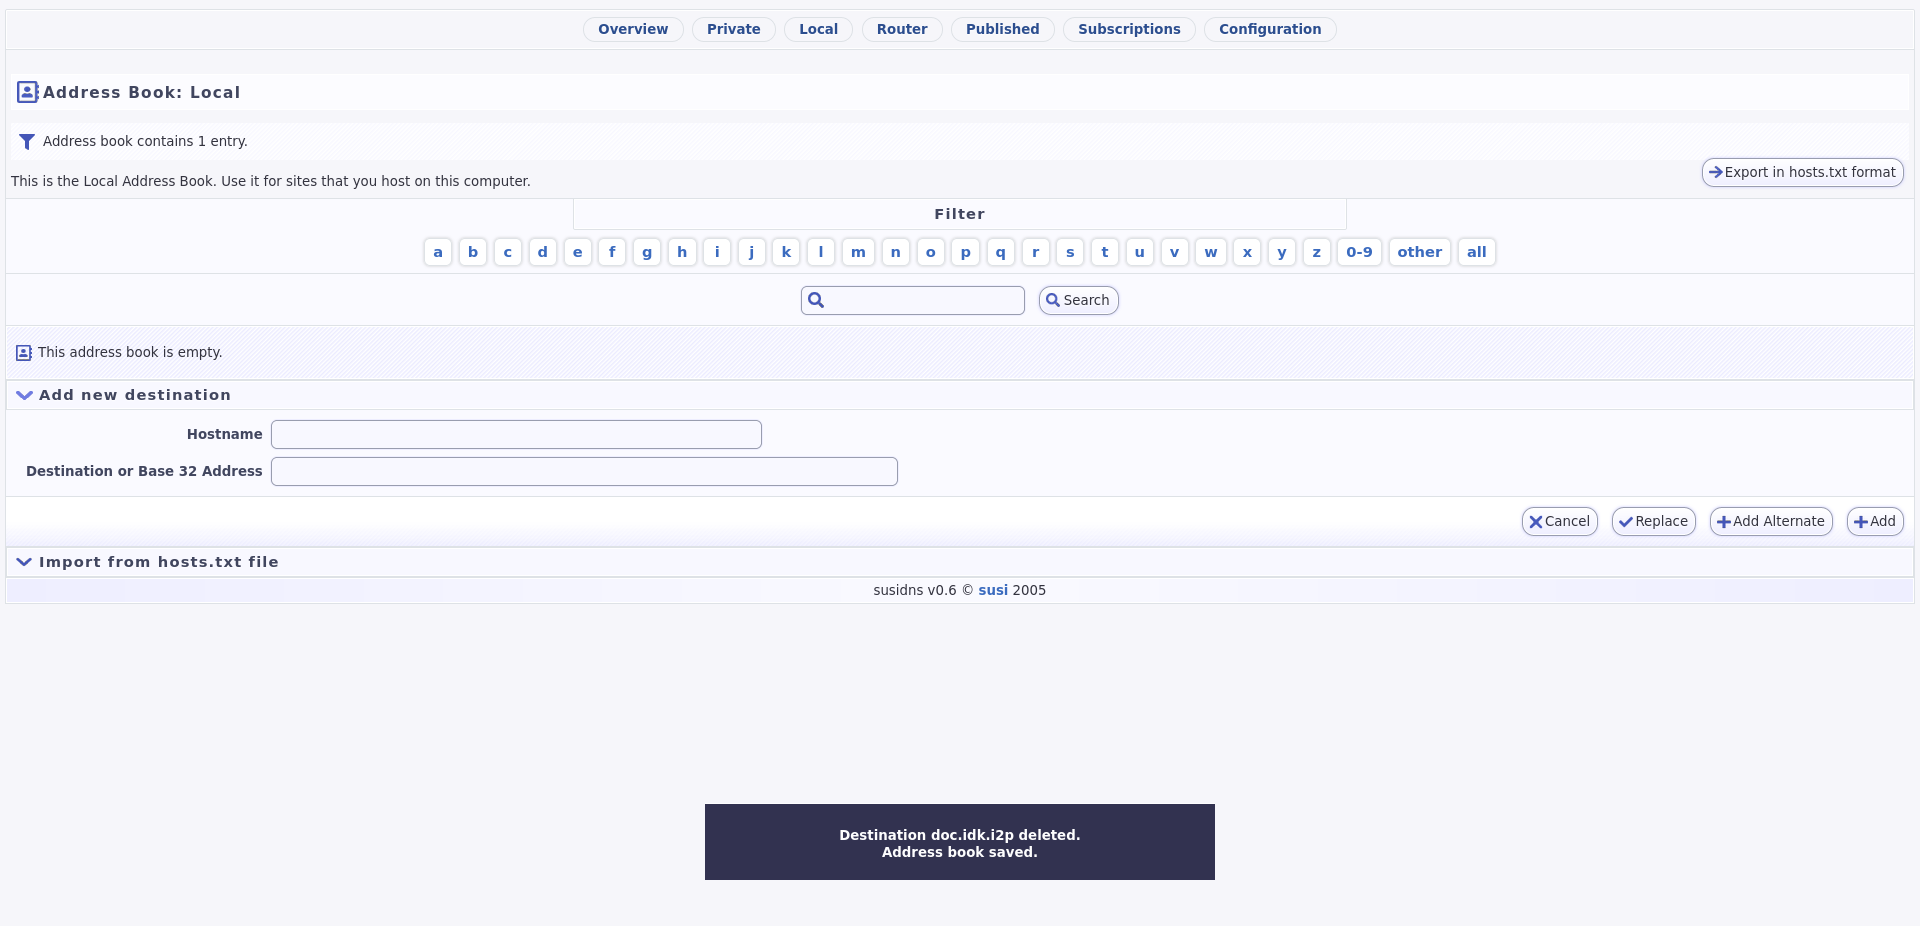 Overview Private Local Router Published Subscriptions Configuration
Address Book: Local
Address book contains 1 entry.
This is the Local Address Book. Use it for sites that you host on this computer.
Export in hosts.txt format
Filter
a b c d e f g h i j k l m n o p q r s t u v w x y z 0-9 other all
Search
This address book is empty.
Add new destination
Hostname
Destination or Base 32 Address
Cancel Replace Add Alternate Add
Import from hosts.txt file
susidns v0.6 © susi 2005
Destination doc.idk.i2p deleted.
Address book saved.